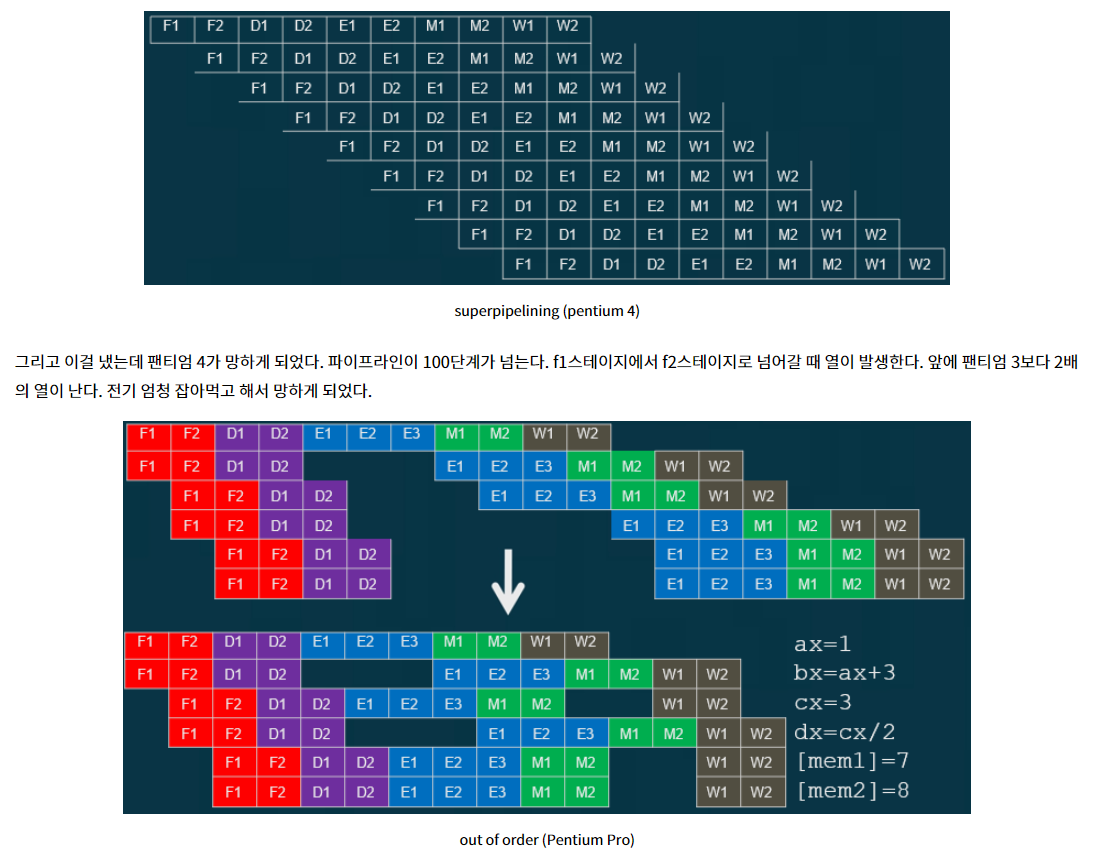 F1 F2 D1 D2 E1 E2 M1 M2 W1 W2
F1 F2 D1 D2 E1 E2 M1 M2 W1 W2
F1 F2 D1 D2 E1 E2 M1 M2 W1 W2
F1 F2 D1 D2 E1 E2 M1 M2 W1 W2
F1 F2 D1 D2 E1 E2 M1 M2 W1 W2
F1 F2 D1 D2 E1 E2 M1 M2 W1 W2
F1 F2 D1 D2 E1 E2 M1 M2 W1 W2
F1 F2 D1 D2 E1 E2 M1 M2 W1 W2
F1 F2 D1 D2 E1 E2 M1 M2 W1 W2
superpipelining (pentium 4)
그리고 이걸 냈는데 팬티엄 4가 망하게 되었다. 파이프라인이 100단계가 넘는다. f1스테이지에서 f2스테이지로 넘어갈 때 열이 발생한다. 앞에 팬티엄 3보다 2배
의 열이 난다. 전기 엄청 잡아먹고 해서 망하게 되었다.
F1 F2 D1 D2 E1 E2 E3 M1 M2 W1 W2
F1 F2 D1 D2 E1 E2 E3 M1 M2 W1 W2
F1 F2 D1 D2 E1 E2 E3 M1 M2 W1 W2
F1 F2 D1 D2 E1 E2 E3 M1 M2 W1 W2
F1 F2 D1 D2 E1 E2 E3 M1 M2 W1 W2
F1 F2 D1 D2 E1 E2 E3 M1 M2 W1 W2
F1 F2 D1 D2 E1 E2 E3 M1 M2 W1 W2 ax=1
F1 F2 D1 D2 E1 E2 E3 M1 M2 W1 W2 bx=ax+3
F1 F2 D1 D2 E1 E2 E3 M1 M2 W1 W2 cx=3
F1 F2 D1 D2 E1 E2 E3 M1 M2 W1 W2 dx=cx/2
F1 F2 D1 D2 E1 E2 E3 M1 M2 W1 W2 [mem1]=7
F1 F2 D1 D2 E1 E2 E3 M1 M2 W1 W2 [mem2]=8
out of order (Pentium Pro)